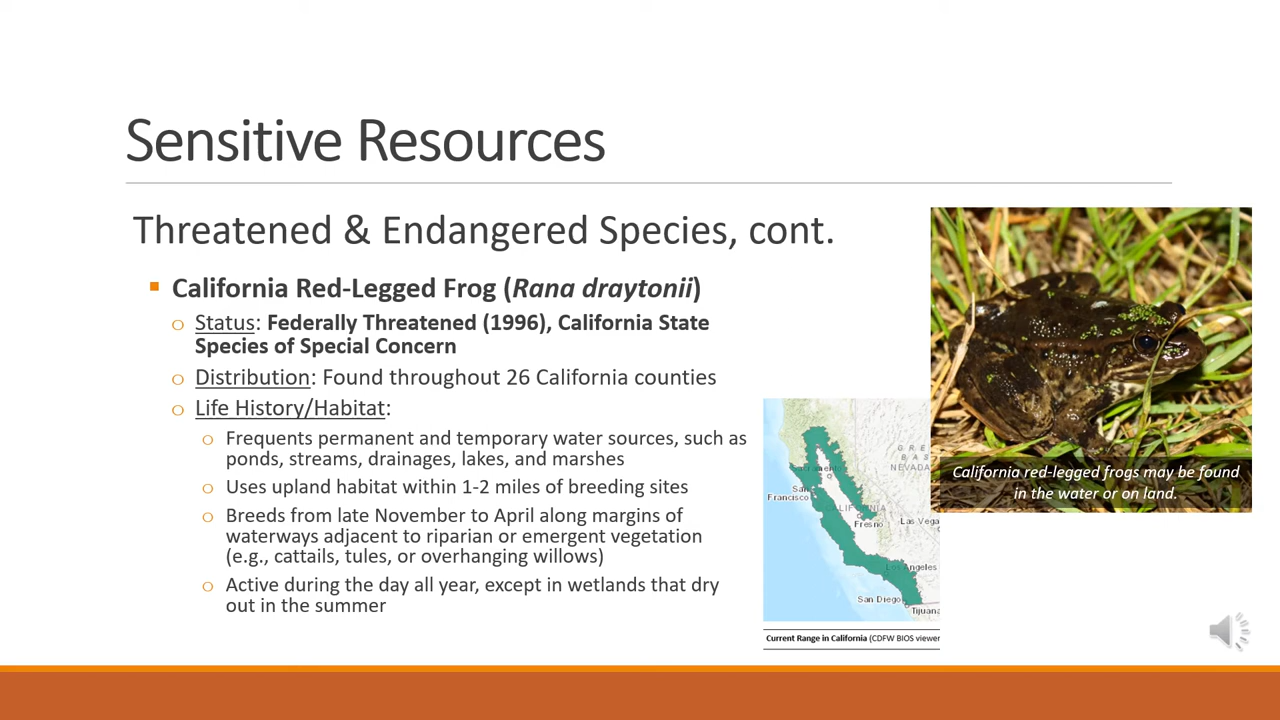 Sensitive Resources
Threatened & Endangered Species, cont.
▪ California Red-Legged Frog (Rana draytonii)
o Status: Federally Threatened (1996), California State
Species of Special Concern
o Distribution: Found throughout 26 California counties
o Life History/Habitat:
o Frequents permanent and temporary water sources, such as
ponds, streams, drainages, lakes, and marshes
o Uses upland habitat within 1-2 miles of breeding sites
o Breeds from late November to April along margins of
waterways adjacent to riparian or emergent vegetation
(e.g., cattails, tules, or overhanging willows)
o Active during the day all year, except in wetlands that dry
out in the summer
GRE
BAS
NEVADA
Sacramento
San
Francisco
CALIFORNIA
Fresno
Las Vega
Los Angeles
San Diego
Tijuana
Current Range in California (CDFW BIOS viewer
California red-legged frogs may be found
in the water or on land.